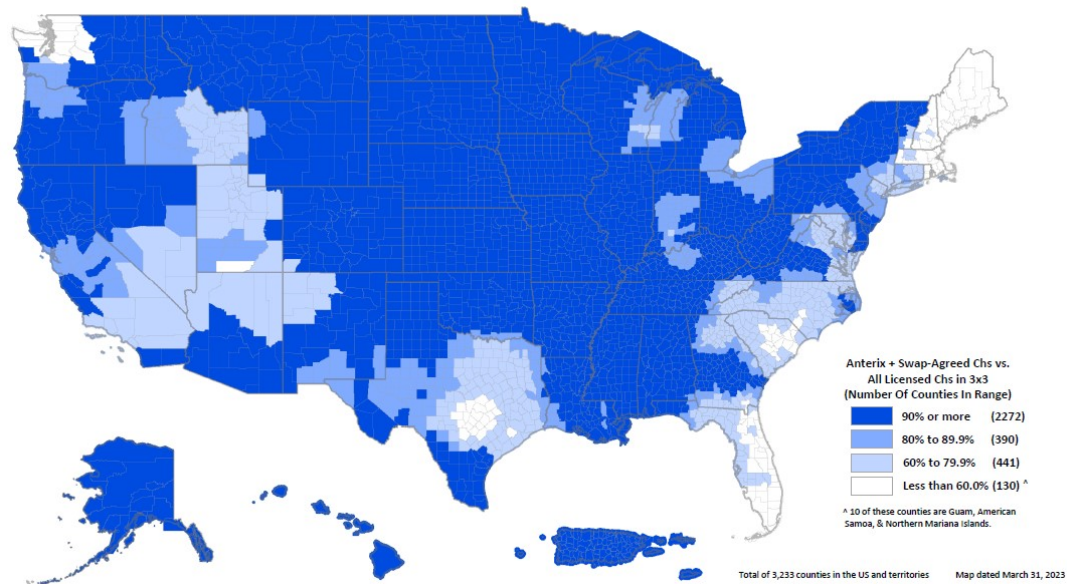 Anterix + Swap-Agreed Chs vs.
All Licensed Chs in 3x3
(Number Of Counties In Range)
90% or more (2272)
80% to 89.9% (390)
60% to 79.9% (441)
Less than 60.0% (130) ^
^ 10 of these counties are Guam, American
Samoa, & Northern Mariana Islands.
Total of 3,233 counties in the US and territories Map dated March 31, 2023